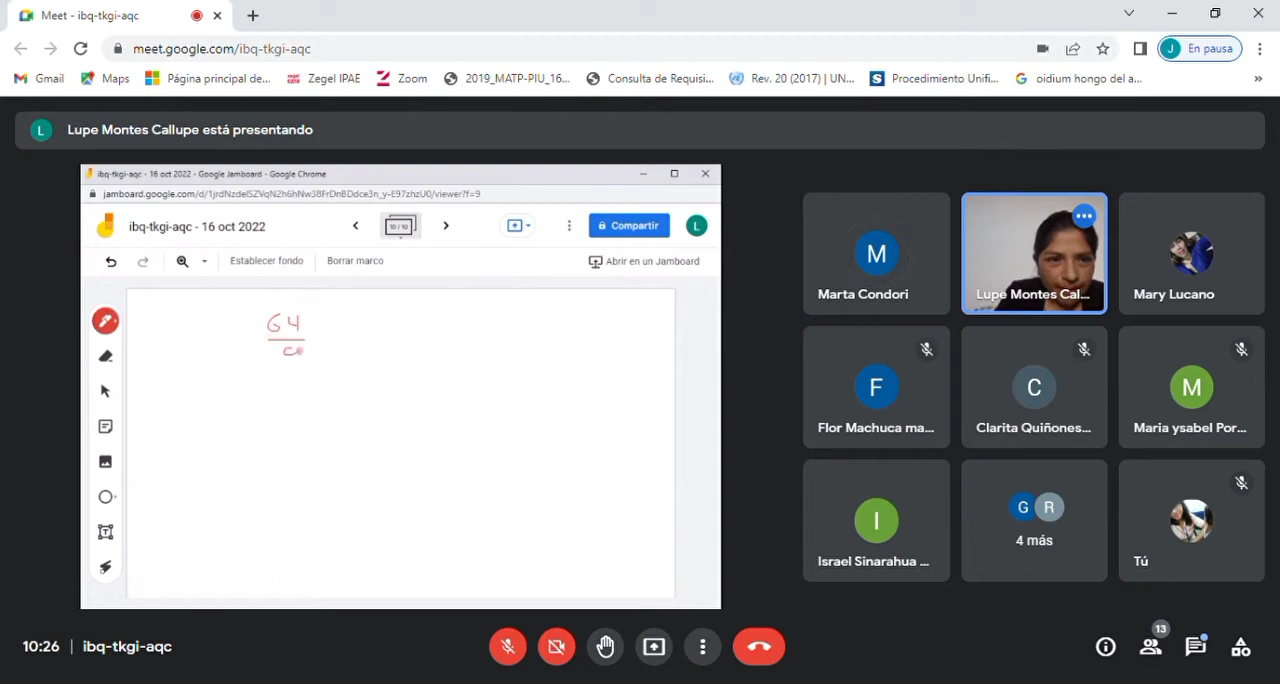 Meet - ibq-tkgi-aqc
meet.google.com/ibq-tkgi-aqc
J En pausa
Gmail Maps Página principal de... Zegel IPAE Zoom 2019_MATP-PIU_16... Consulta de Requisi... Rev. 20 (2017) | UN... Procedimiento Unifi... oidium hongo del a... »
L Lupe Montes Callupe está presentando
ibq-tkgi-aqc - 16 oct 2022 - Google Jamboard - Google Chrome
ibq-tkgi-aqc - 16 oct 2022
10 / 10
Compartir
L
Establecer fondo
Borrar marco
Abrir en un Jamboard
64
M
Marta Condori
Lupe Montes Cal...
Mary Lucano
F
Flor Machuca ma...
C
Clarita Quiñones...
M
Maria ysabel Por...
I
Israel Sinarahua ...
G R
4 más
Tú
10:26 | ibq-tkgi-aqc
13